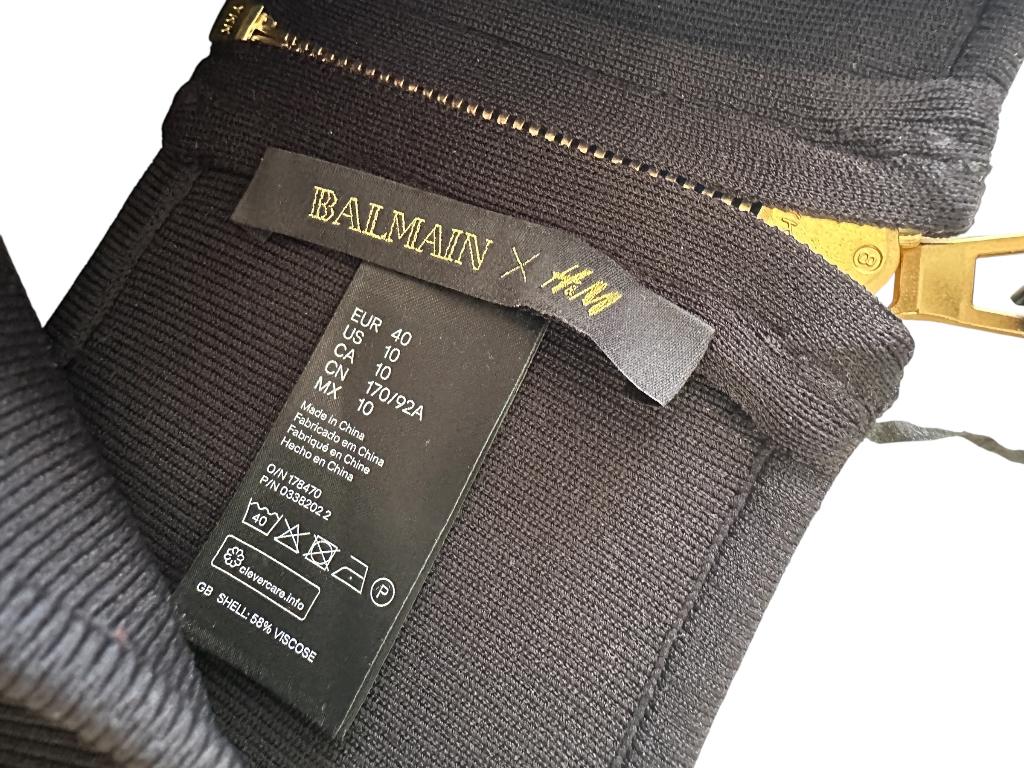 BALMAIN X H&M
EUR 40
US 10
CA 10
CN 170/92A
MX 10
Made in China
Fabricado em China
Fabriqué en Chine
Hecho en China
O/N 178470
P/N 0338202 2
40 P
clevercare.info
GB SHELL: 58% VISCOSE
8